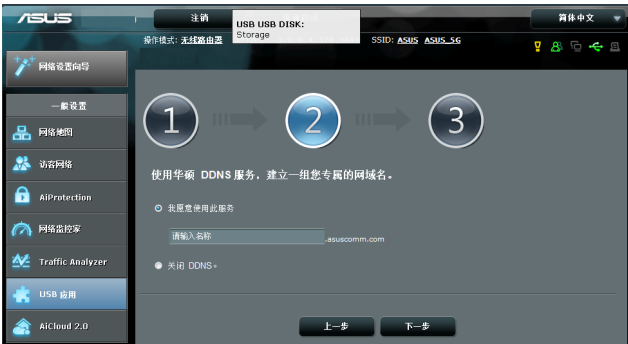 ASUS
注销
USB USB DISK:
Storage
简体中文
操作模式: 无线路由器
SSID: ASUS ASUS_5G
网络设置向导
一般设置
网络地图
访客网络
AiProtection
网络监控家
Traffic Analyzer
USB 应用
AiCloud 2.0
1
2
3
使用华硕 DDNS 服务，建立一组您专属的网域名。
我愿意使用此服务
请输入名称
.asuscomm.com
关闭 DDNS。
上一步
下一步